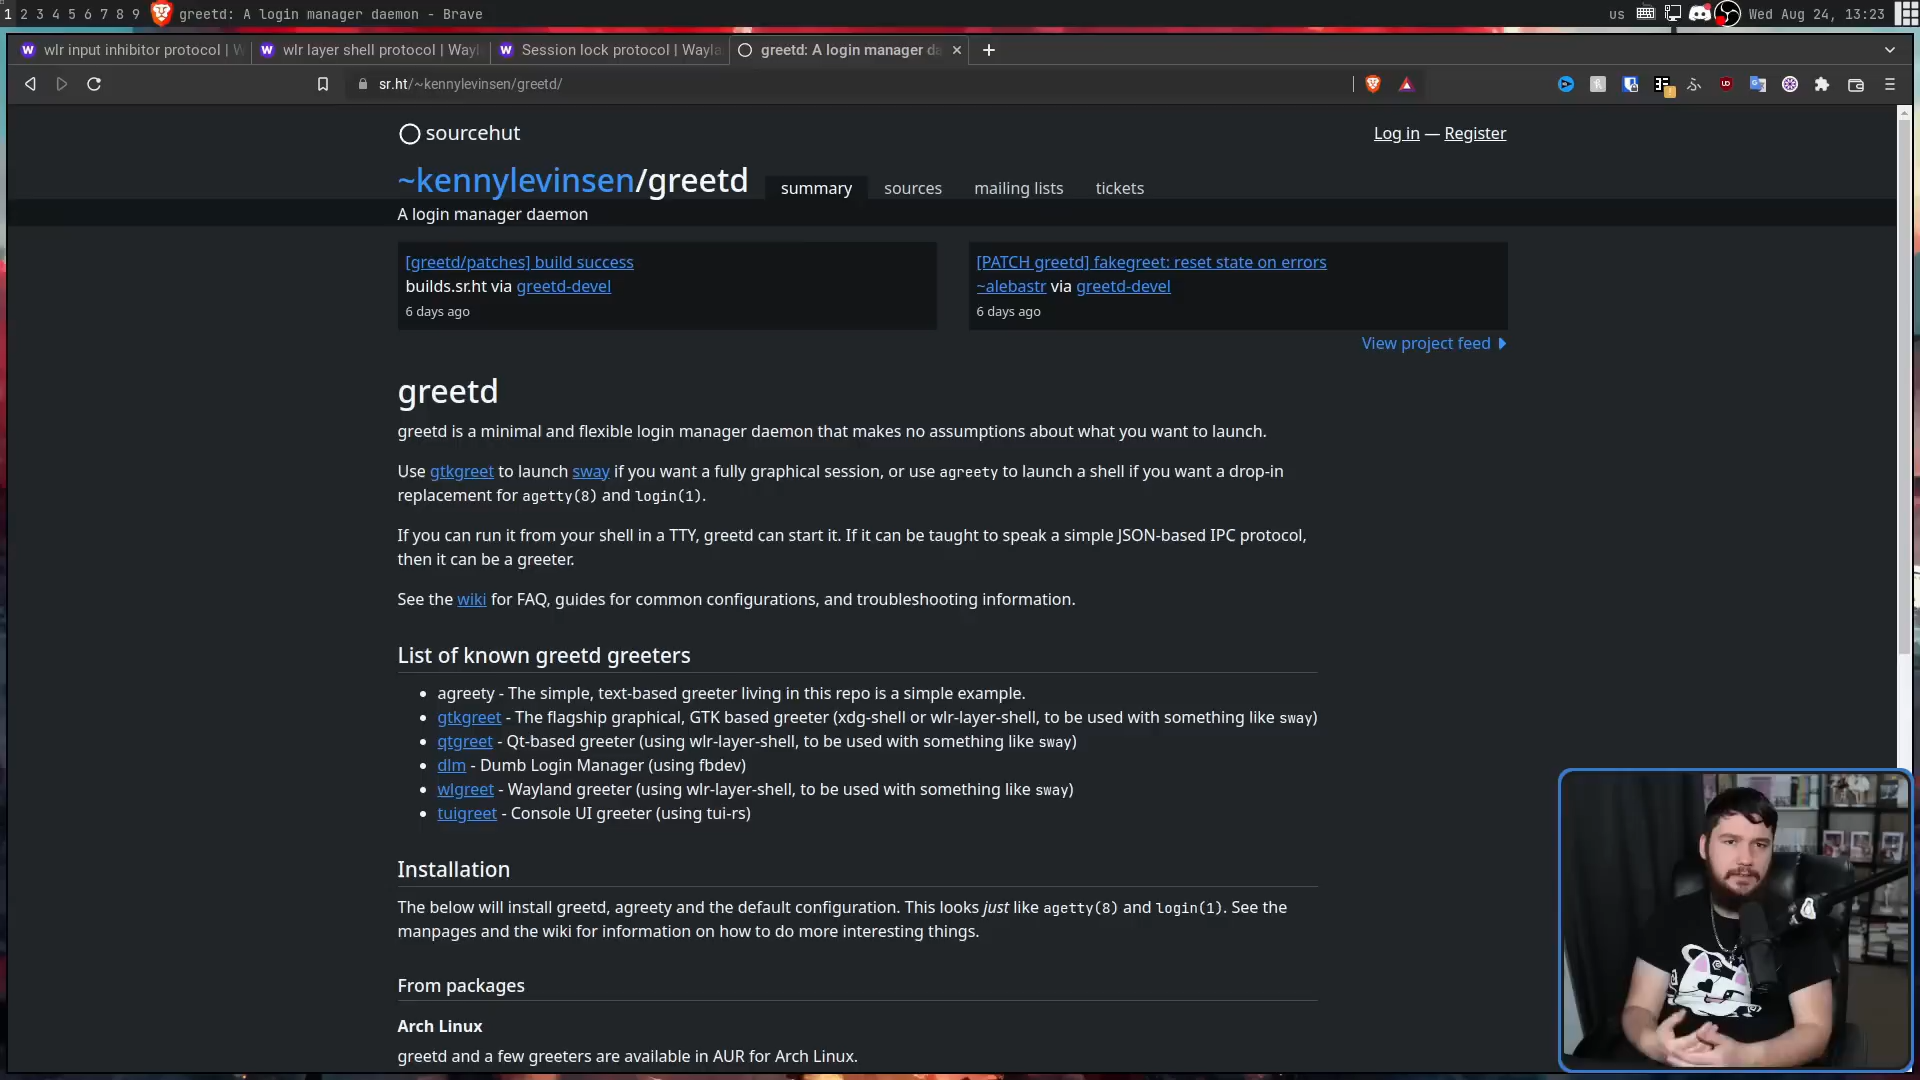 1 2 3 4 5 6 7 8 9 greetd: A login manager daemon - Brave
us Wed Aug 24, 13:23
wlr input inhibitor protocol | W
wlr layer shell protocol | Wayl
Session lock protocol | Wayla
greetd: A login manager da
sr.ht/~kennylevinsen/greetd/
sourcehut
Log in — Register
~kennylevinsen/greetd summary sources mailing lists tickets
A login manager daemon
[greetd/patches] build success
builds.sr.ht via greetd-devel
6 days ago
[PATCH greetd] fakegreet: reset state on errors
~alebastr via greetd-devel
6 days ago
View project feed
greetd
greetd is a minimal and flexible login manager daemon that makes no assumptions about what you want to launch.
Use gtkgreet to launch sway if you want a fully graphical session, or use agreety to launch a shell if you want a drop-in
replacement for agetty(8) and login(1).
If you can run it from your shell in a TTY, greetd can start it. If it can be taught to speak a simple JSON-based IPC protocol,
then it can be a greeter.
See the wiki for FAQ, guides for common configurations, and troubleshooting information.
List of known greetd greeters
agreety - The simple, text-based greeter living in this repo is a simple example.
gtkgreet - The flagship graphical, GTK based greeter (xdg-shell or wlr-layer-shell, to be used with something like sway)
qtgreet - Qt-based greeter (using wlr-layer-shell, to be used with something like sway)
dlm - Dumb Login Manager (using fbdev)
wlgreet - Wayland greeter (using wlr-layer-shell, to be used with something like sway)
tuigreet - Console UI greeter (using tui-rs)
Installation
The below will install greetd, agreety and the default configuration. This looks just like agetty(8) and login(1). See the
manpages and the wiki for information on how to do more interesting things.
From packages
Arch Linux
greetd and a few greeters are available in AUR for Arch Linux.